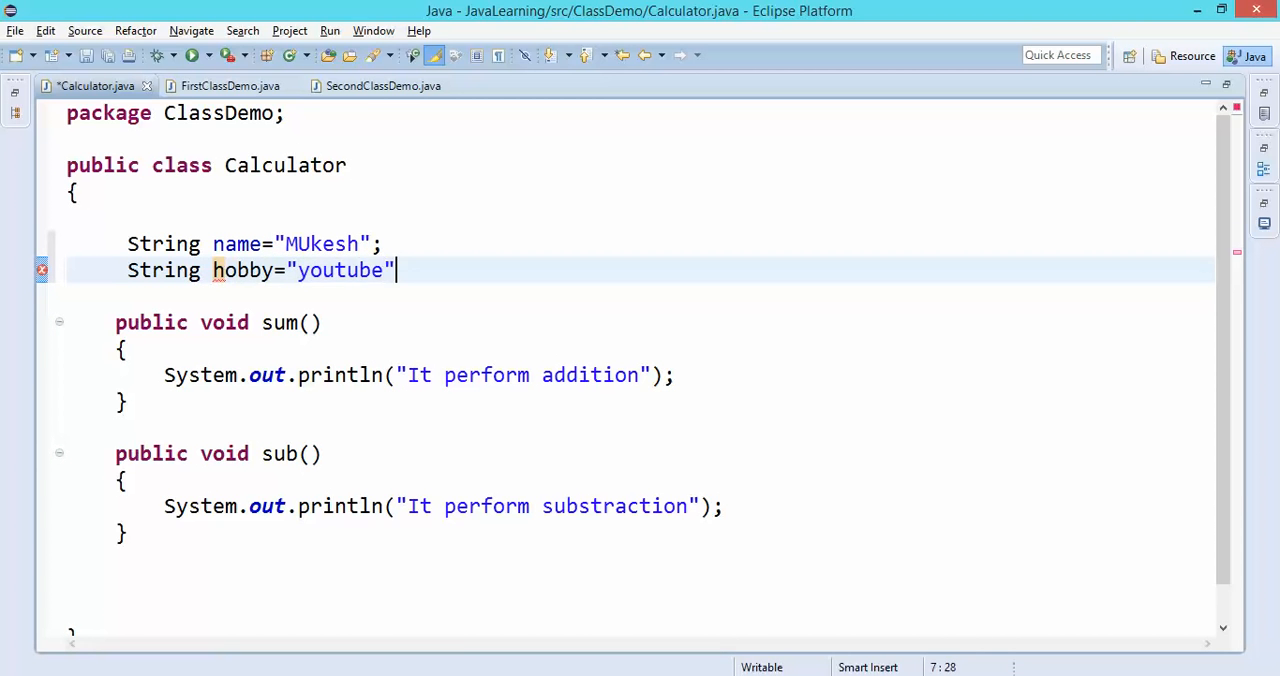 Java - JavaLearning/src/ClassDemo/Calculator.java - Eclipse Platform
File Edit Source Refactor Navigate Search Project Run Window Help
Quick Access Resource Java
*Calculator.java FirstClassDemo.java SecondClassDemo.java
package ClassDemo;
public class Calculator
{
String name="MUkesh";
String hobby="youtube"
public void sum()
{
System.out.println("It perform addition");
}
public void sub()
{
System.out.println("It perform substraction");
}
}
Writable Smart Insert 7 : 28